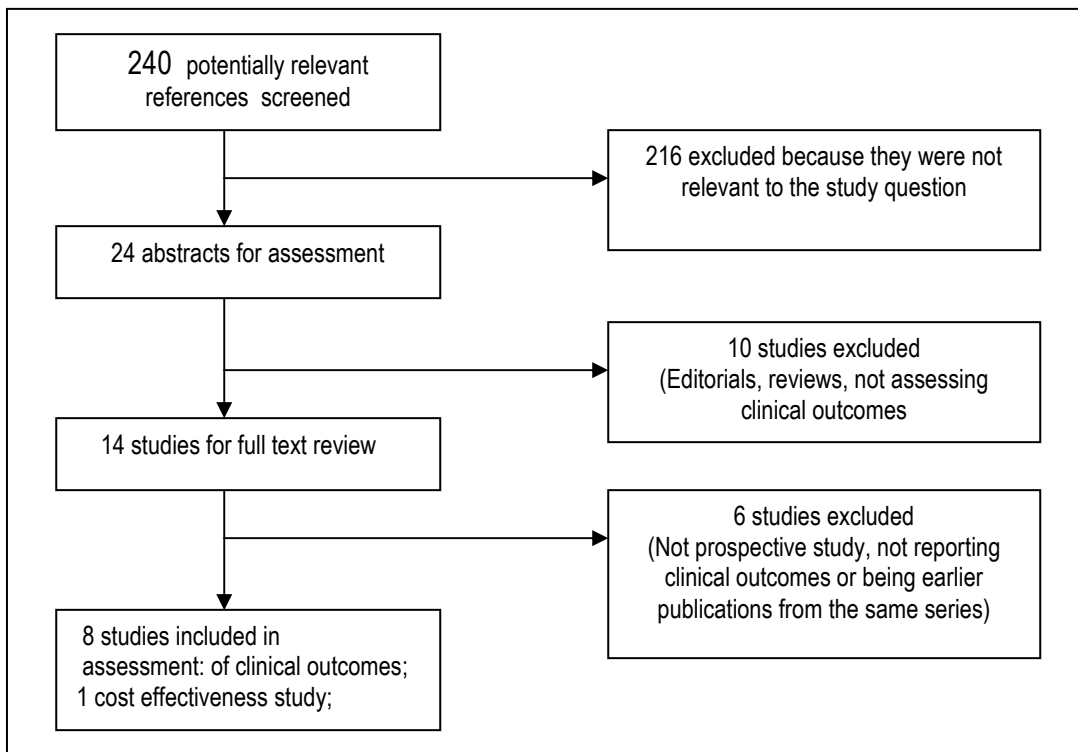 240 potentially relevant
references screened
216 excluded because they were not
relevant to the study question
24 abstracts for assessment
10 studies excluded
(Editorials, reviews, not assessing
clinical outcomes
14 studies for full text review
6 studies excluded
(Not prospective study, not reporting
clinical outcomes or being earlier
publications from the same series)
8 studies included in
assessment: of clinical outcomes;
1 cost effectiveness study;